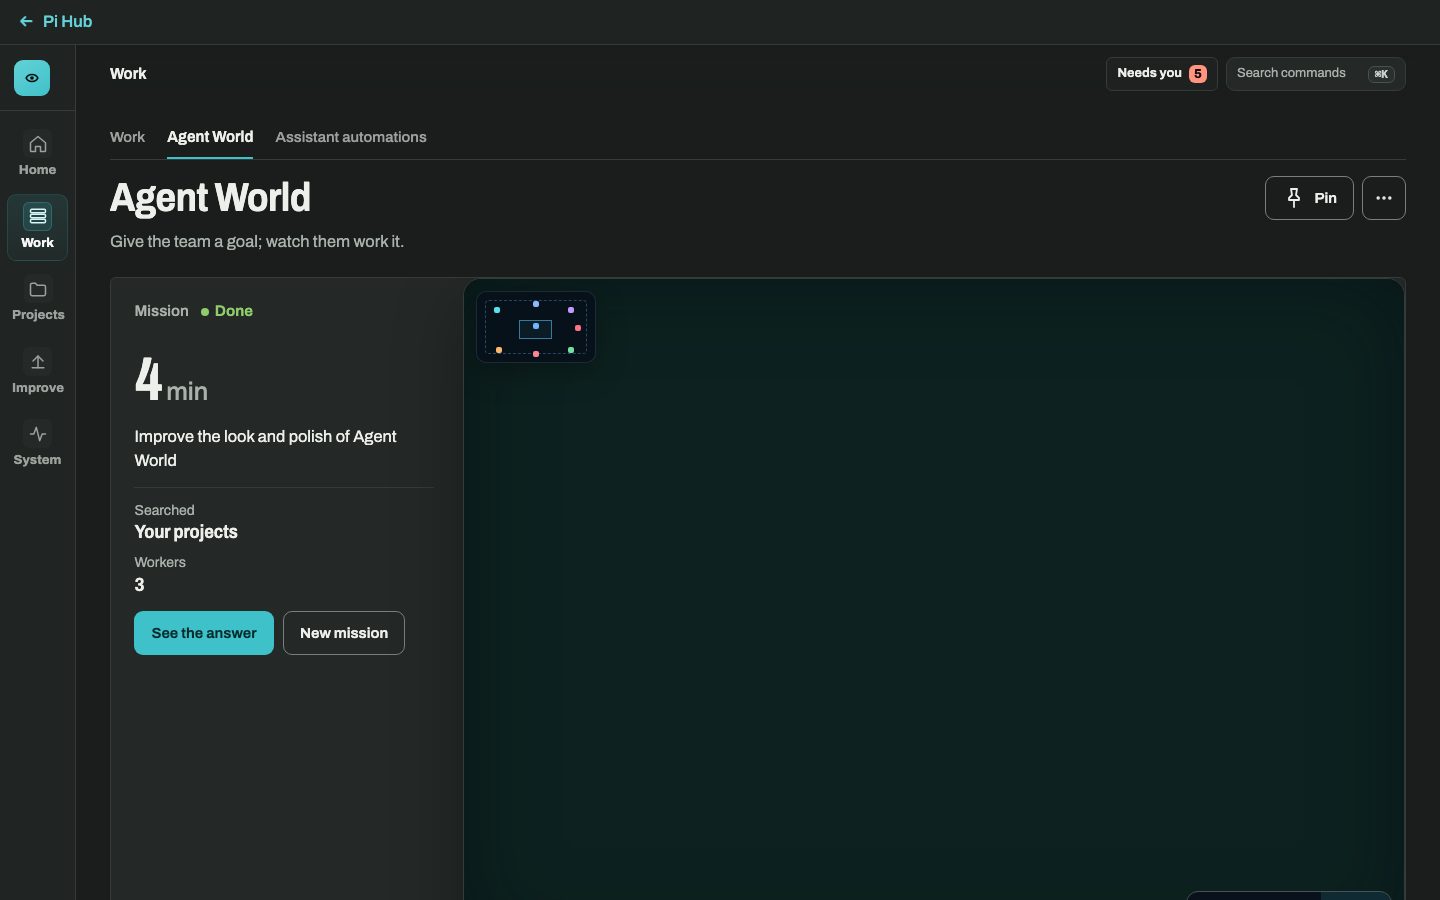 Pi Hub
Work
Needs you 5
Search commands ⌘K
Home
Work
Projects
Improve
System
Work Agent World Assistant automations
Agent World
Give the team a goal; watch them work it.
Pin
Mission Done
4 min
Improve the look and polish of Agent
World
Searched
Your projects
Workers
3
See the answer New mission